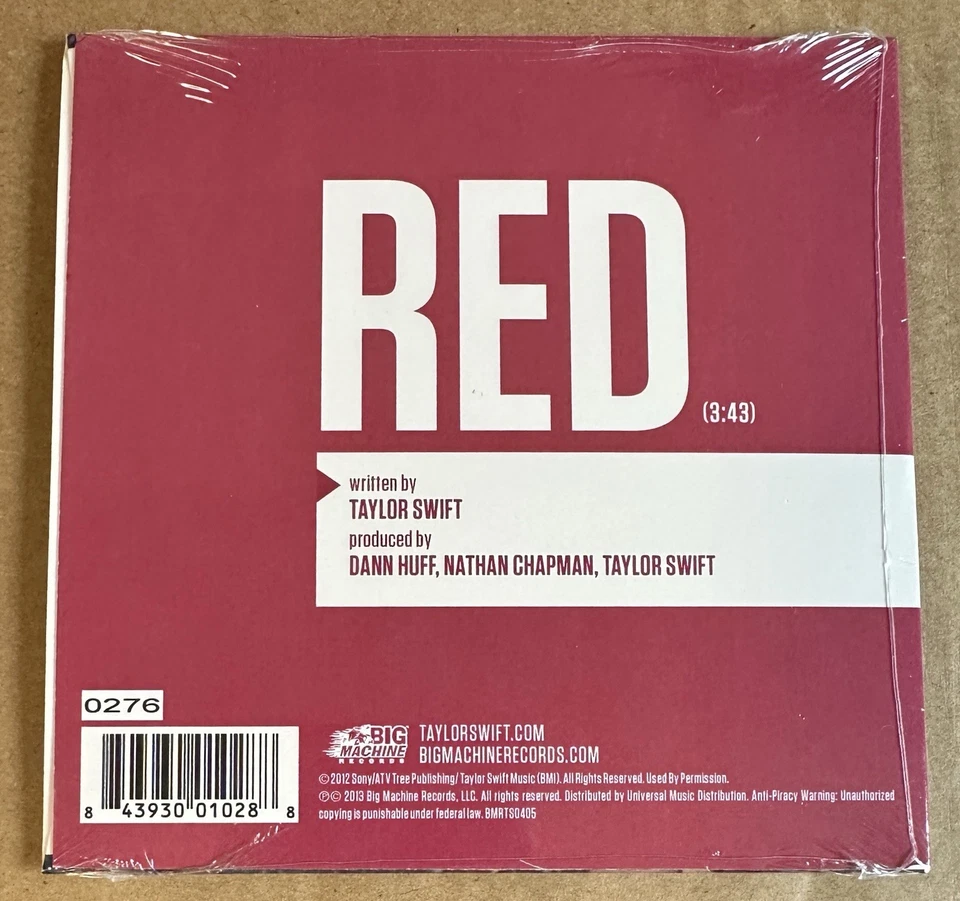 RED (3:43)
written by
TAYLOR SWIFT
produced by
DANN HUFF, NATHAN CHAPMAN, TAYLOR SWIFT
0276
8 43930 01028 8
BIG MACHINE RECORDS
TAYLORSWIFT.COM
BIGMACHINERECORDS.COM
©2012 Sony/ATV Tree Publishing/ Taylor Swift Music (BMI). All Rights Reserved. Used By Permission.
℗© 2013 Big Machine Records, LLC. All rights reserved. Distributed by Universal Music Distribution. Anti-Piracy Warning: Unauthorized
copying is punishable under federal law. BMRTS0405